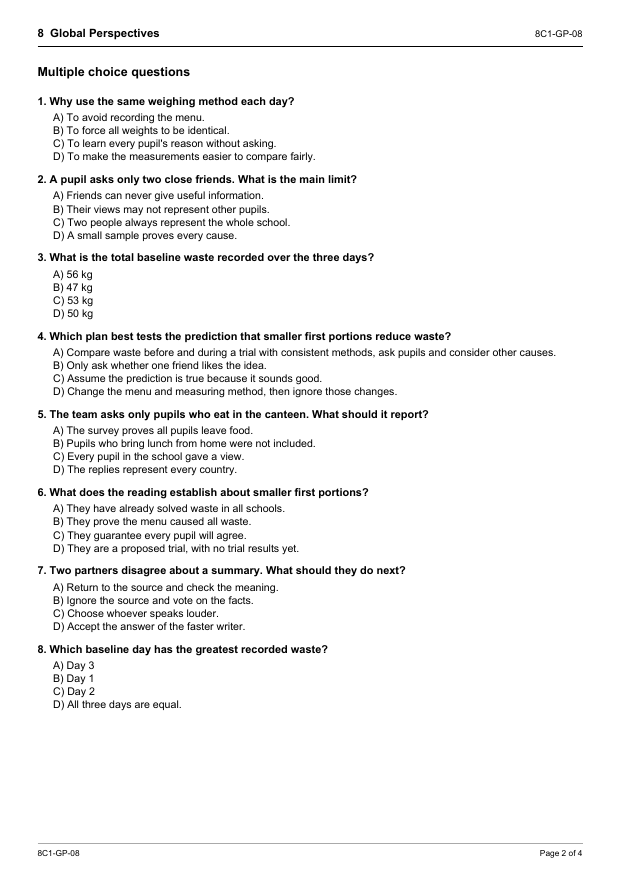 8 Global Perspectives
8C1-GP-08
Multiple choice questions
1. Why use the same weighing method each day?
A) To avoid recording the menu.
B) To force all weights to be identical.
C) To learn every pupil's reason without asking.
D) To make the measurements easier to compare fairly.
2. A pupil asks only two close friends. What is the main limit?
A) Friends can never give useful information.
B) Their views may not represent other pupils.
C) Two people always represent the whole school.
D) A small sample proves every cause.
3. What is the total baseline waste recorded over the three days?
A) 56 kg
B) 47 kg
C) 53 kg
D) 50 kg
4. Which plan best tests the prediction that smaller first portions reduce waste?
A) Compare waste before and during a trial with consistent methods, ask pupils and consider other causes.
B) Only ask whether one friend likes the idea.
C) Assume the prediction is true because it sounds good.
D) Change the menu and measuring method, then ignore those changes.
5. The team asks only pupils who eat in the canteen. What should it report?
A) The survey proves all pupils leave food.
B) Pupils who bring lunch from home were not included.
C) Every pupil in the school gave a view.
D) The replies represent every country.
6. What does the reading establish about smaller first portions?
A) They have already solved waste in all schools.
B) They prove the menu caused all waste.
C) They guarantee every pupil will agree.
D) They are a proposed trial, with no trial results yet.
7. Two partners disagree about a summary. What should they do next?
A) Return to the source and check the meaning.
B) Ignore the source and vote on the facts.
C) Choose whoever speaks louder.
D) Accept the answer of the faster writer.
8. Which baseline day has the greatest recorded waste?
A) Day 3
B) Day 1
C) Day 2
D) All three days are equal.
8C1-GP-08
Page 2 of 4